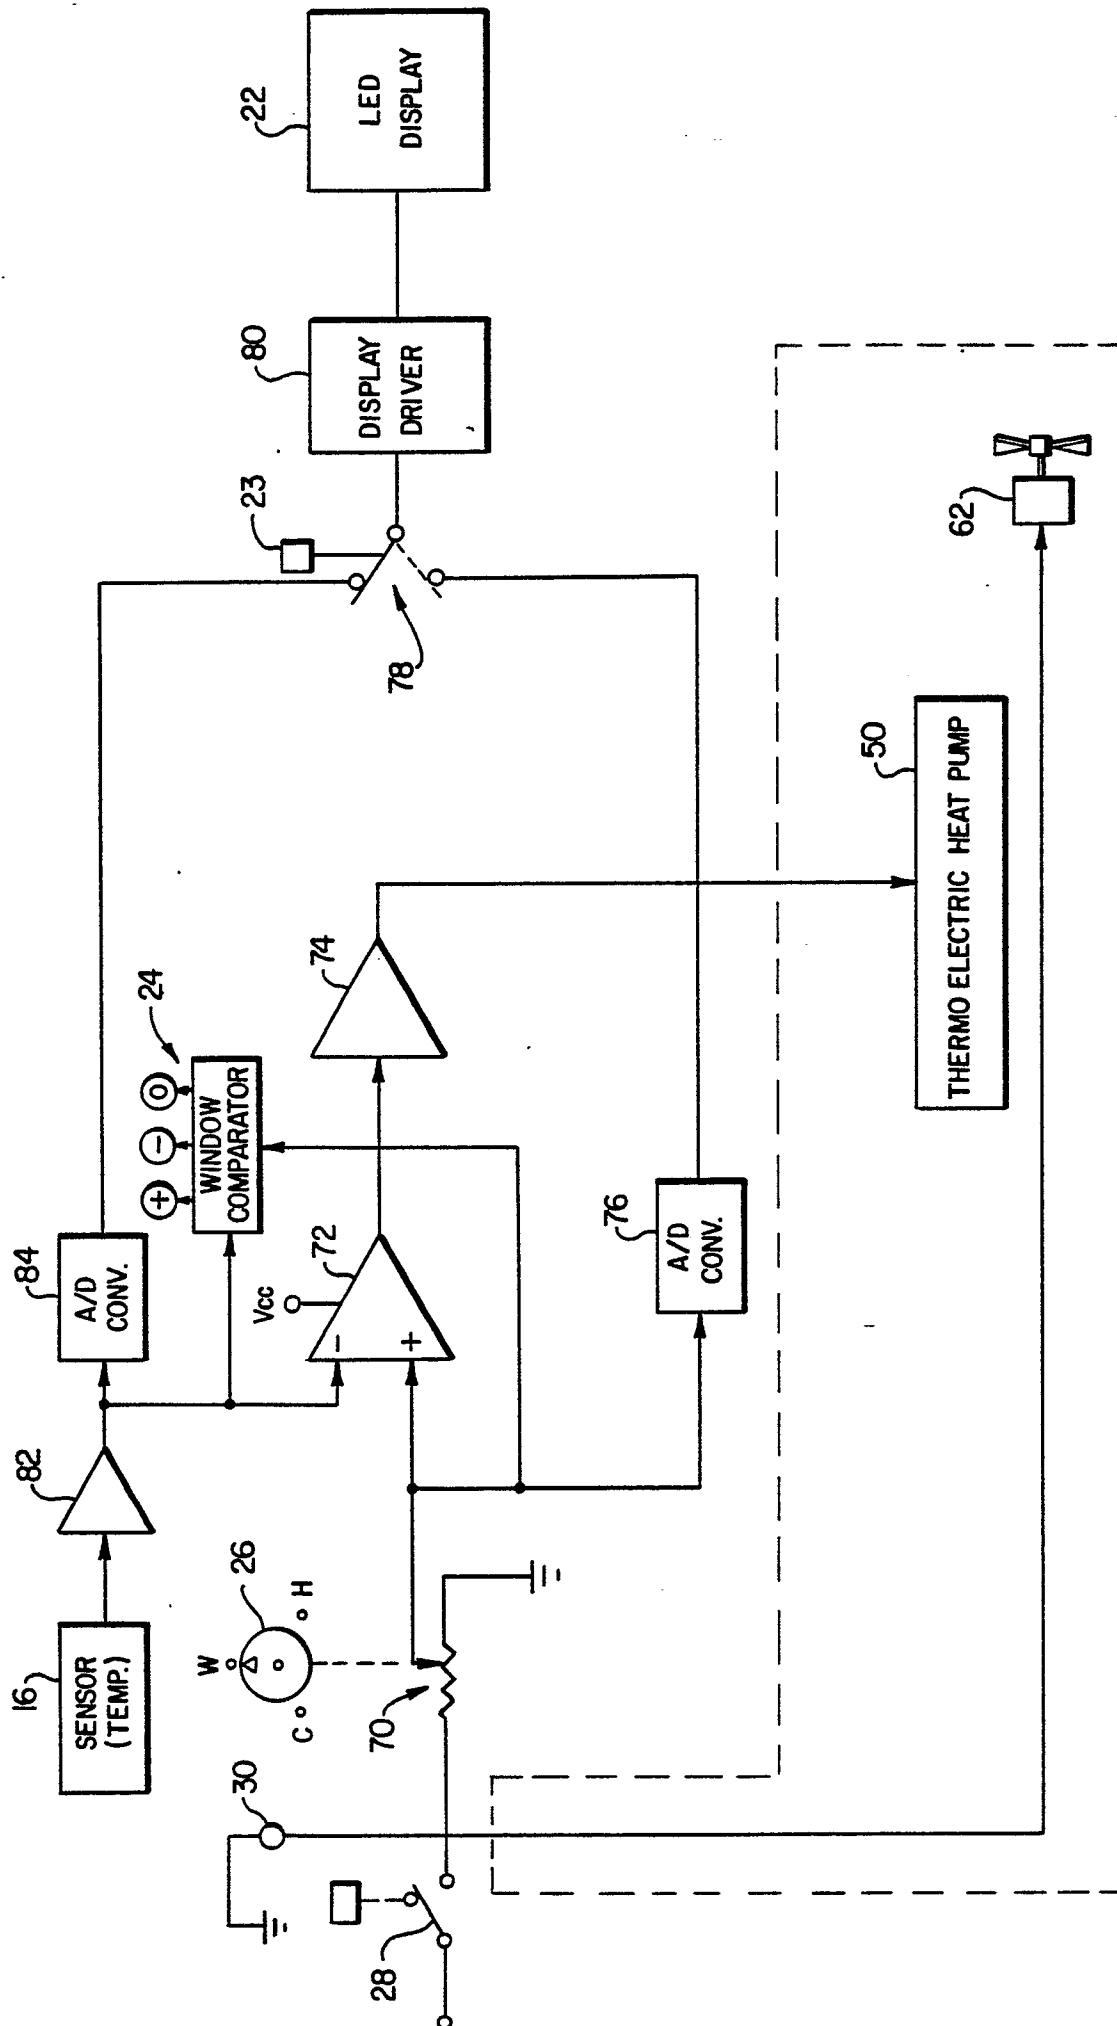 16
SENSOR
(TEMP.)
82
84
A/D
CONV.
24
+
−
O
WINDOW
COMPARATOR
W
C
H
26
30
28
70
Vcc
72
−
+
74
76
A/D
CONV.
78
23
80
DISPLAY
DRIVER
22
LED
DISPLAY
50
THERMO ELECTRIC HEAT PUMP
62